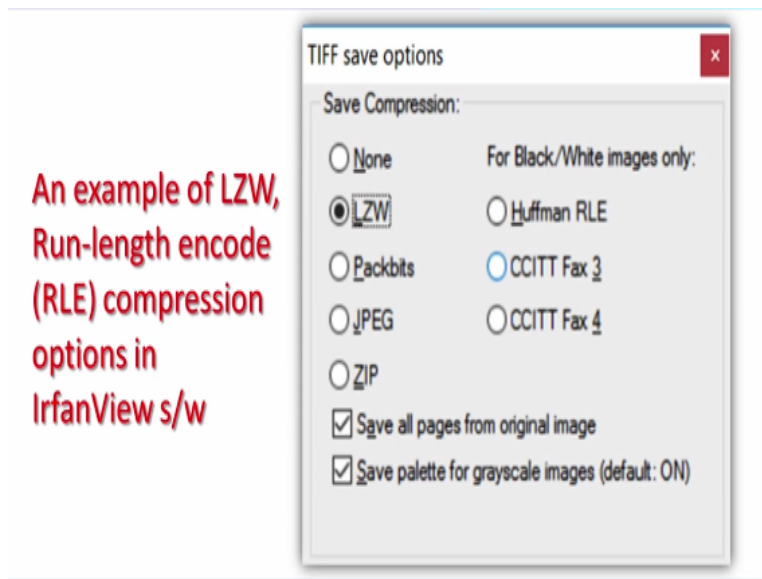 An example of LZW,
Run-length encode
(RLE) compression
options in
IrfanView s/w
TIFF save options
x
Save Compression:
None
For Black/White images only:
LZW
Huffman RLE
Packbits
CCITT Fax 3
JPEG
CCITT Fax 4
ZIP
Save all pages from original image
Save palette for grayscale images (default: ON)